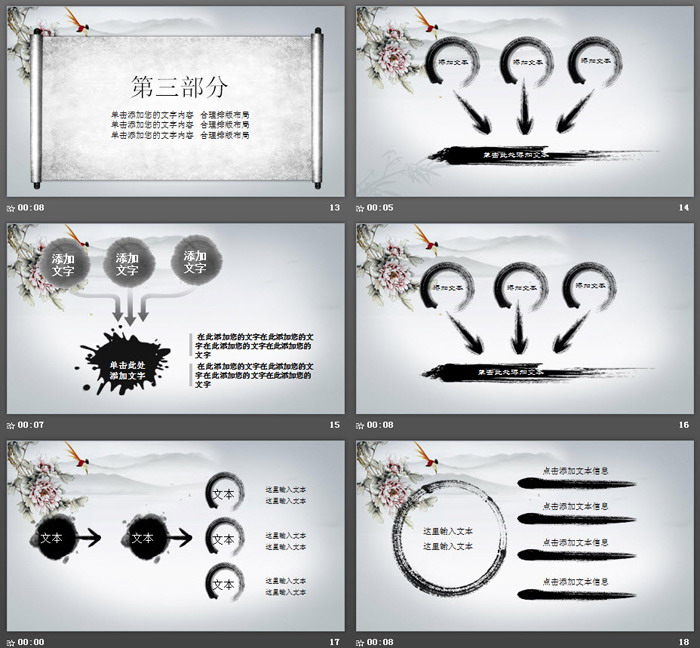 第三部分
单击添加您的文字内容 合理排版布局
单击添加您的文字内容 合理排版布局
单击添加您的文字内容 合理排版布局
00:08
13
添加文本
添加文本
添加文本
单击此处添加文本
00:05
14
添加
文字
添加
文字
添加
文字
单击此处
添加文字
在此添加您的文字在此添加您的文
字在此添加您的文字在此添加您的
文字
在此添加您的文字在此添加您的文
字在此添加您的文字在此添加您的
文字
00:07
15
添加文本
添加文本
添加文本
单击此处添加文本
00:08
16
文本
文本
文本
这里输入文本
这里输入文本
文本
这里输入文本
这里输入文本
文本
这里输入文本
这里输入文本
00:00
17
这里输入文本
这里输入文本
点击添加文本信息
点击添加文本信息
点击添加文本信息
点击添加文本信息
00:08
18